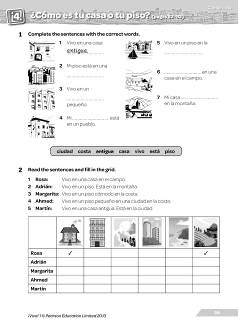 4 ¿Cómo es tu casa o tu piso?
1 Complete the sentences with the correct words.
1 Vivo en una casa
antigua.
2
Mi piso está en una
3 Vivo en un
pequeño.
4 Mi está
en un pueblo.
5 Vivo en un piso en la
6 en una
casa en el campo.
7 Mi casa
en la montaña.
ciudad costa antigua casa vivo está piso
2 Read the sentences and fill in the grid.
1 Rosa: Vivo en una casa en el campo.
2 Adrián: Vivo en un piso. Está en la montaña.
3 Margarita: Vivo en un piso cómodo en la costa.
4 Ahmed: Vivo en un piso pequeño en una ciudad en la costa.
5 Martín: Vivo en una casa antigua. Está en la ciudad.
Rosa ✓ ✓
Adrián
Margarita
Ahmed
Martín
Pearson Education Limited 2013